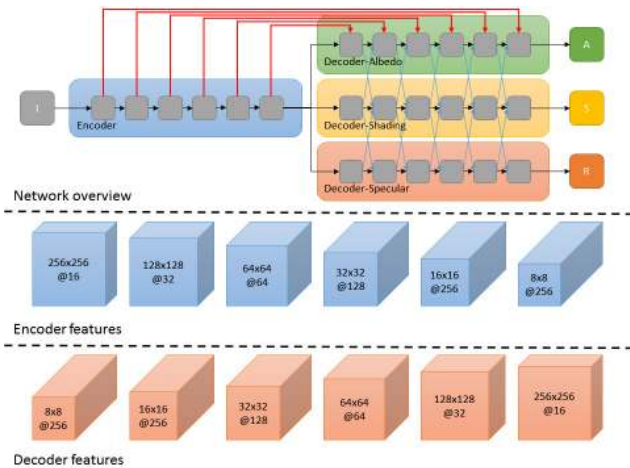 Decoder-Albedo
A
I
Encoder
Decoder-Shading
S
Decoder-Specular
R
Network overview
256x256
@16
128x128
@32
64x64
@64
32x32
@128
16x16
@256
8x8
@256
Encoder features
8x8
@256
16x16
@256
32x32
@128
64x64
@64
128x128
@32
256x256
@16
Decoder features